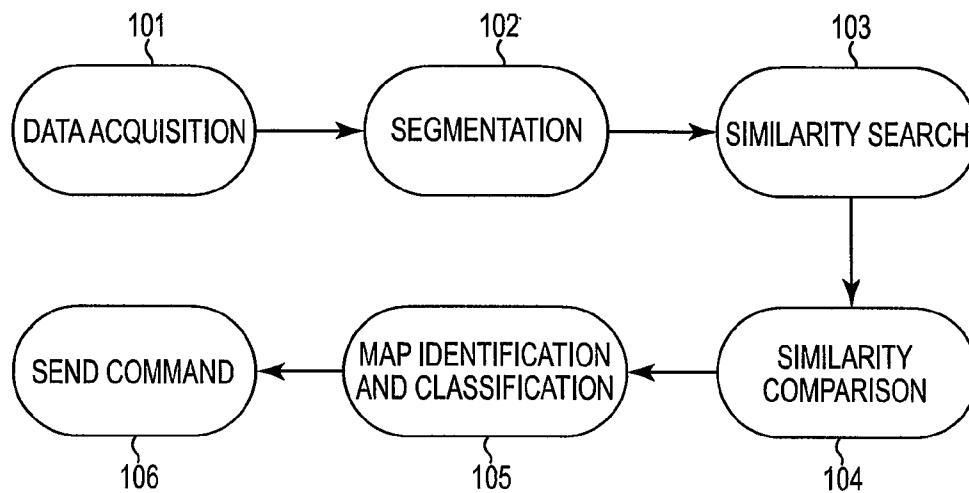 101
102
103
DATA ACQUISITION
SEGMENTATION
SIMILARITY SEARCH
SEND COMMAND
MAP IDENTIFICATION
AND CLASSIFICATION
SIMILARITY
COMPARISON
106
105
104